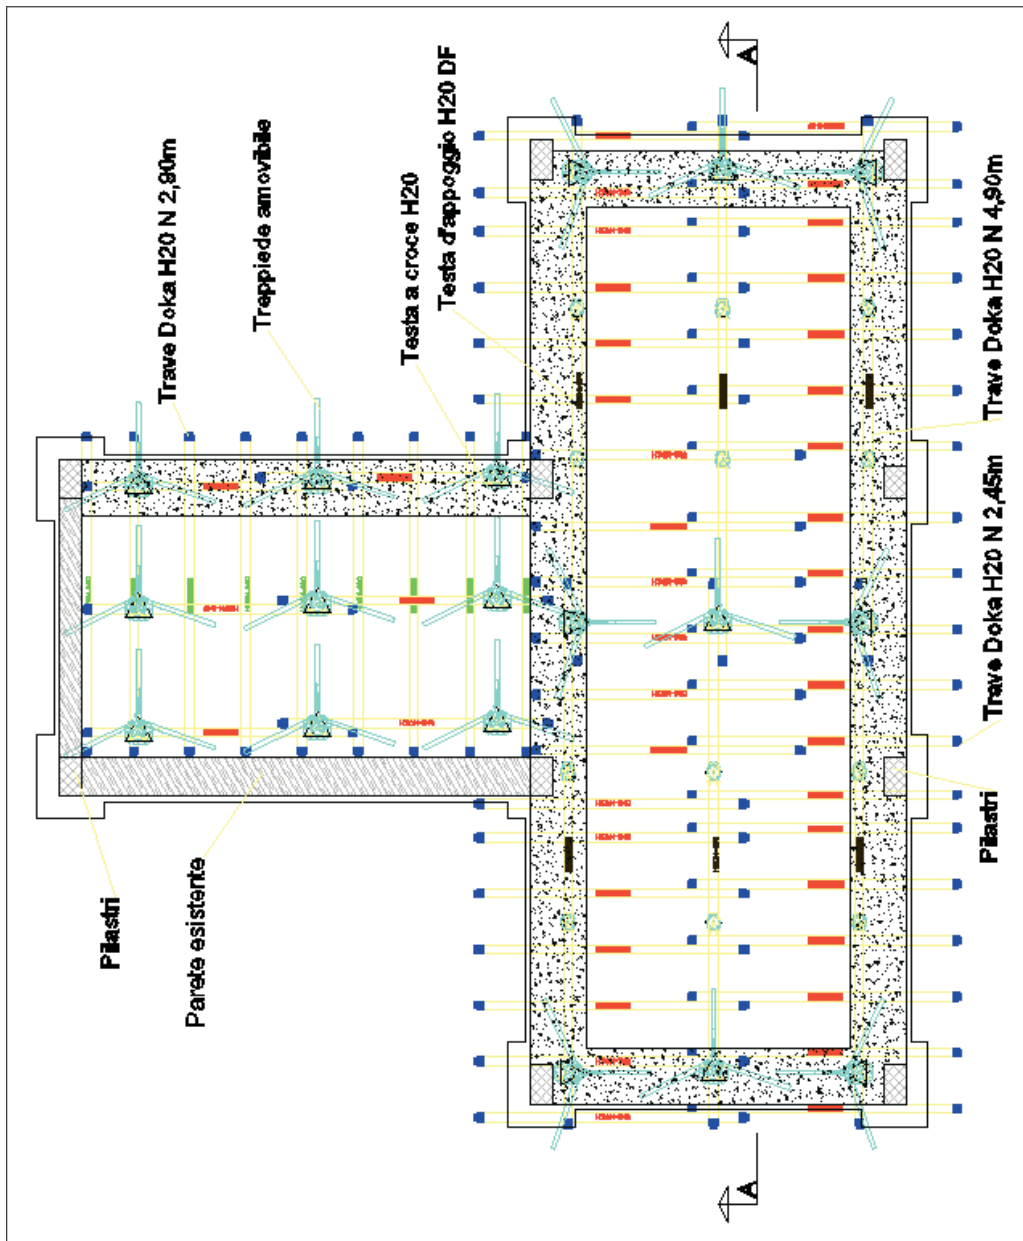 A
Trave Doka H20 N 2,90m
Treppiede amovibile
Testa a croce H20
Testa d'appoggio H20 DF
Trave Doka H20 N 4,90m
Trave Doka H20 N 2,45m
Pilastri
Parete esistente
Pilastri
A